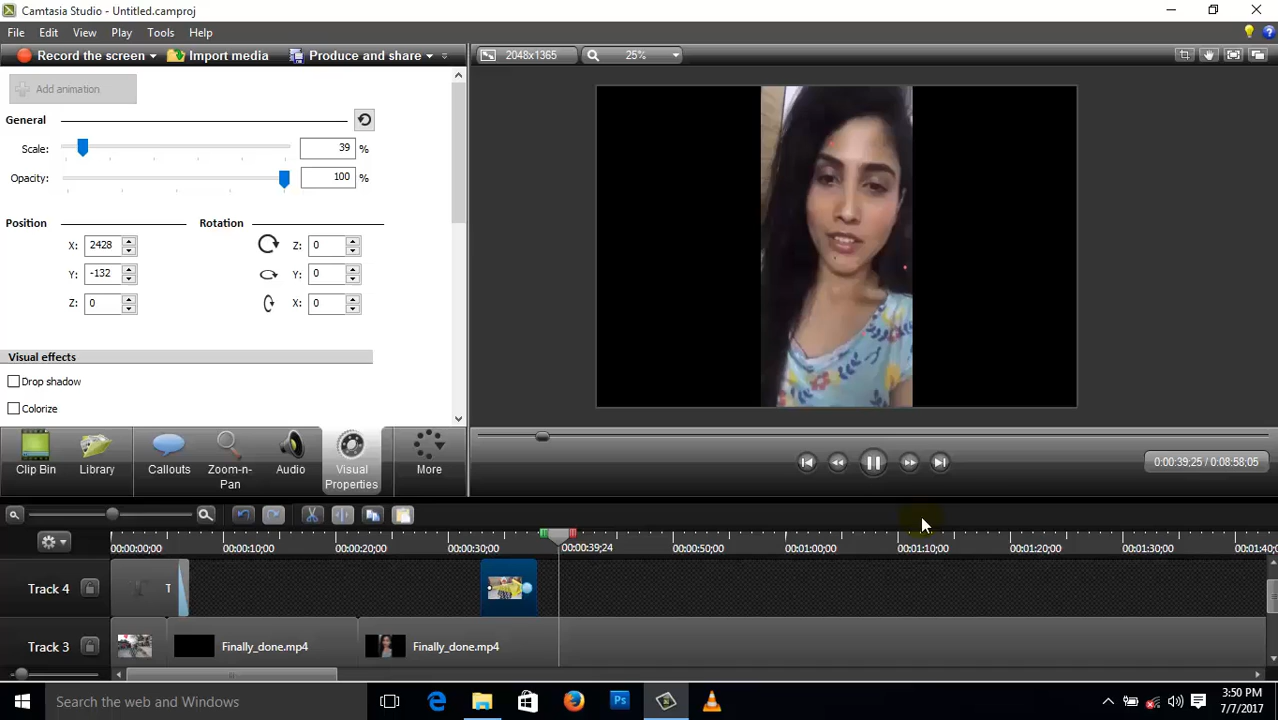 Camtasia Studio - Untitled.camproj
File Edit View Play Tools Help
Record the screen Import media Produce and share
2048x1365 25%
Add animation
General
Scale: 39 %
Opacity: 100 %
Position Rotation
X: 2428 Z: 0
Y: -132 Y: 0
Z: 0 X: 0
Visual effects
Drop shadow
Colorize
Clip Bin Library Callouts Zoom-n-Pan Audio Visual Properties More
0:00:39,25 / 0:08:58,05
00:00:00;00 00:00:10;00 00:00:20;00 00:00:30;00 00:00:39,24 00:00:50;00 00:01:00;00 00:01:10;00 00:01:20;00 00:01:30;00 00:01:40;0
Track 4 T
Track 3 Finally_done.mp4 Finally_done.mp4
Search the web and Windows Ps
3:50 PM
7/7/2017